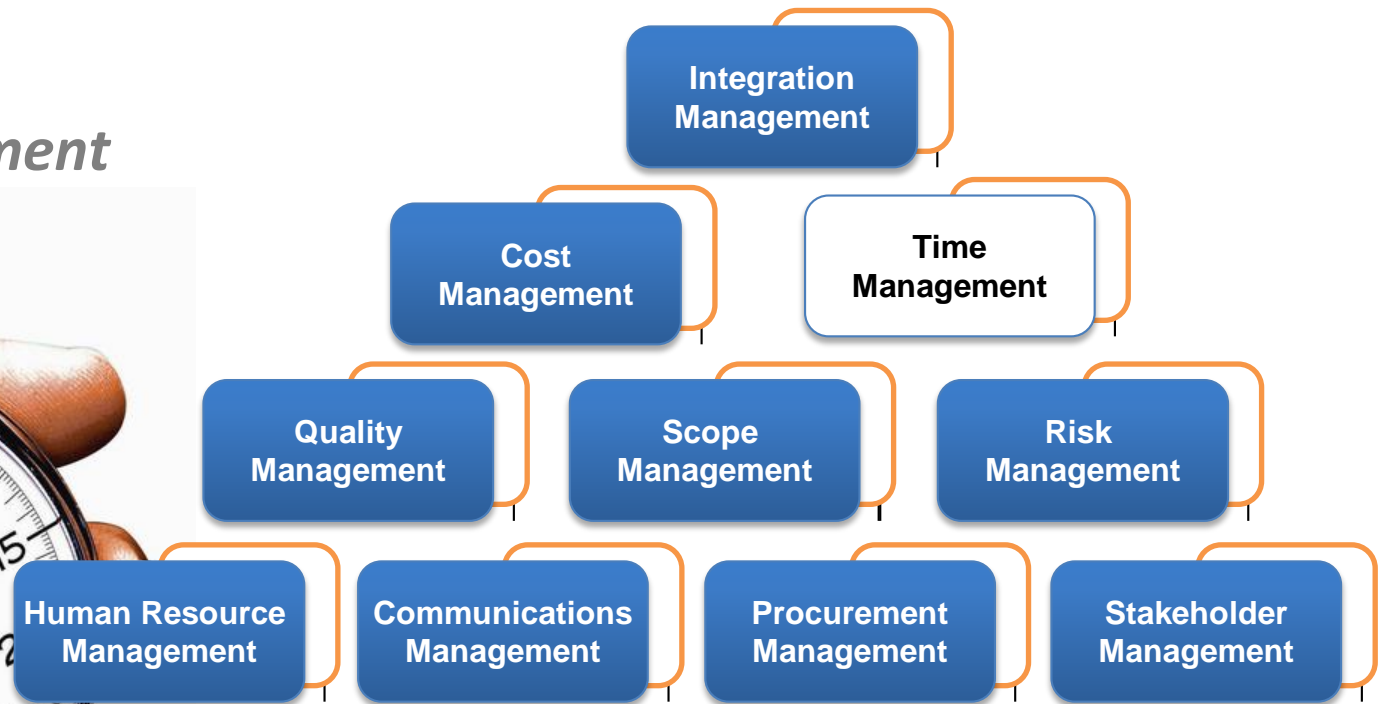 Integration
Management
ment
Cost
Management
Time
Management
Quality
Management
Scope
Management
Risk
Management
15
Human Resource
Management
Communications
Management
Procurement
Management
Stakeholder
Management